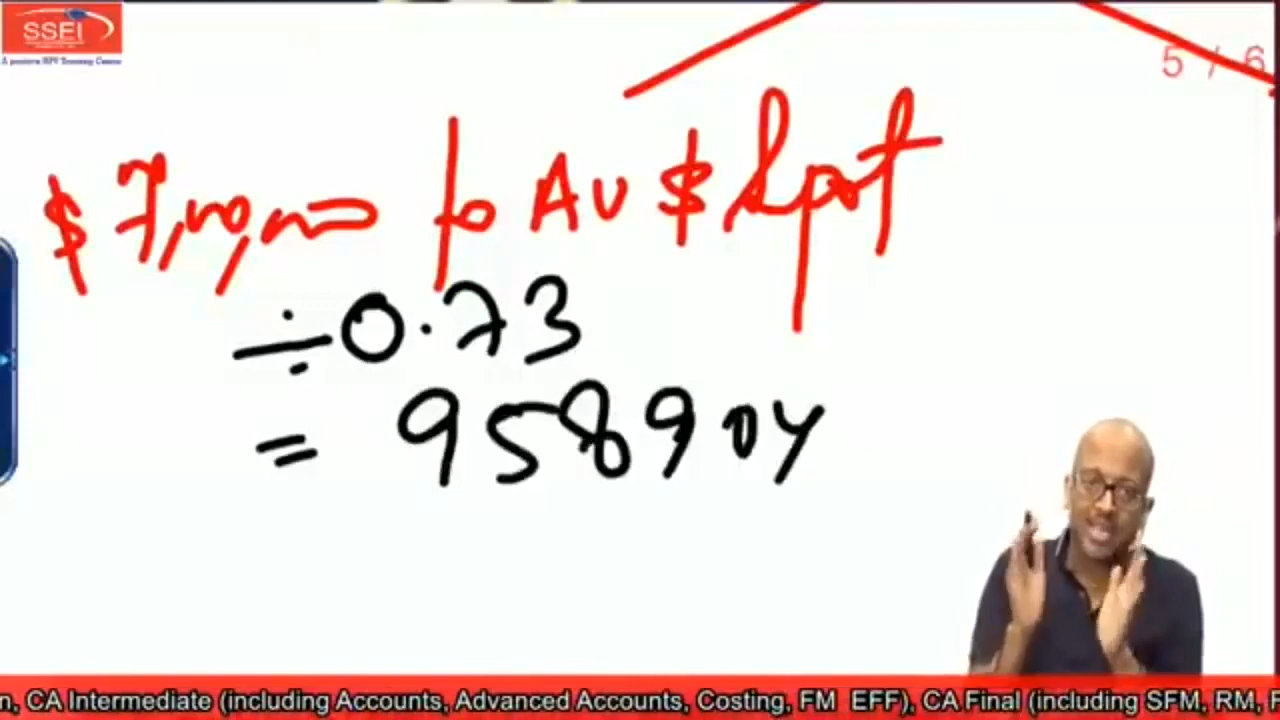 SSEI
5 / 6
$ 7,00,000 to AU $ Spot
÷ 0.73
= 958904
n, CA Intermediate (including Accounts, Advanced Accounts, Costing, FM EFF), CA Final (including SFM, RM, F